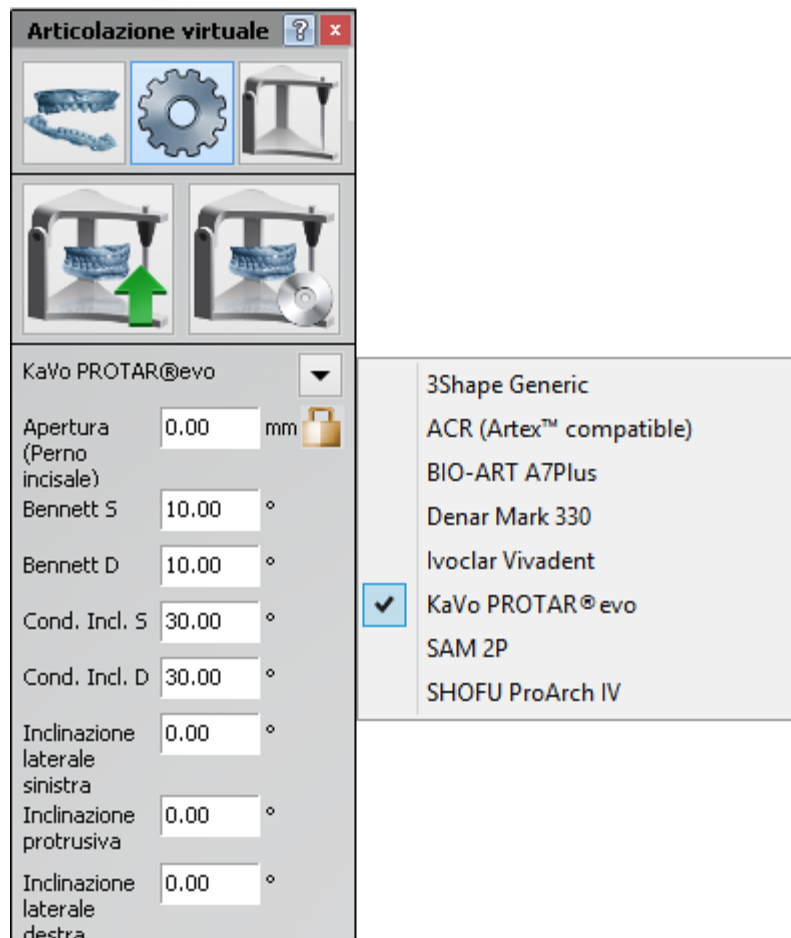 Articolazione virtuale ? x
KaVo PROTAR®evo
Apertura 0.00 mm
(Perno
incisale)
Bennett S 10.00 °
Bennett D 10.00 °
Cond. Incl. S 30.00 °
Cond. Incl. D 30.00 °
Inclinazione 0.00 °
laterale
sinistra
Inclinazione 0.00 °
protrusiva
Inclinazione 0.00 °
laterale
destra
3Shape Generic
ACR (Artex™ compatible)
BIO-ART A7Plus
Denar Mark 330
Ivoclar Vivadent
KaVo PROTAR®evo
SAM 2P
SHOFU ProArch IV